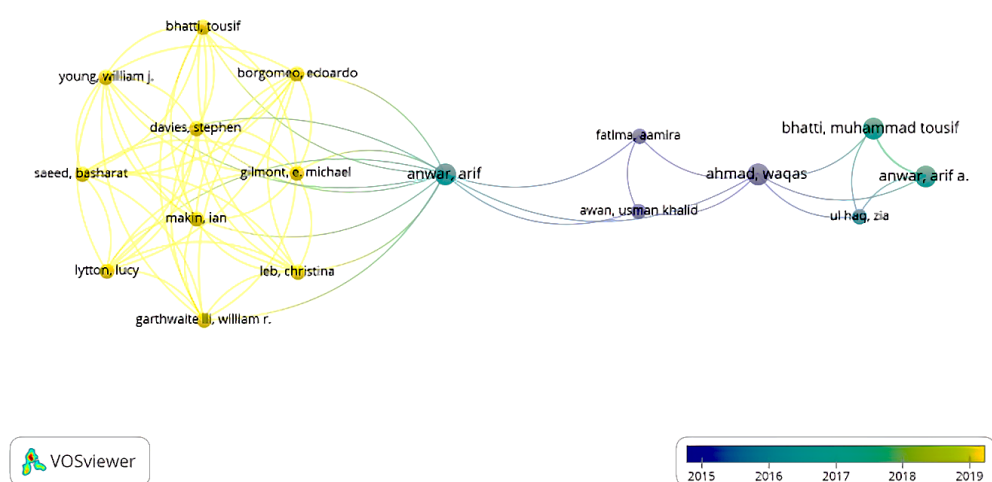 bhatti, tousif
young, william j.
borgomeo, edoardo
davies, stephen
saeed, basharat
gilmont, e. michael
makin, ian
lytton, lucy
leb, christina
garthwaite iii, william r.
anwar, arif
fatima, aamira
awan, usman khalid
ahmad, waqas
bhatti, muhammad tousif
anwar, arif a.
ul haq, zia
VOSviewer
2015 2016 2017 2018 2019